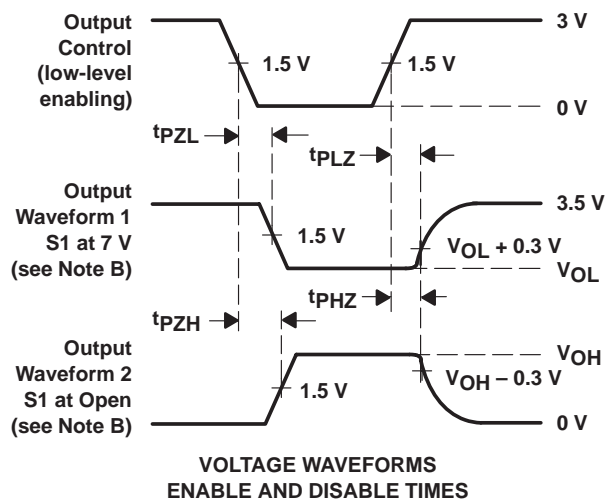 Output
Control
(low-level
enabling)
1.5 V
1.5 V
3 V
0 V
tPZL
tPLZ
Output
Waveform 1
S1 at 7 V
(see Note B)
1.5 V
3.5 V
VOL + 0.3 V
VOL
tPZH
tPHZ
Output
Waveform 2
S1 at Open
(see Note B)
1.5 V
VOH
VOH – 0.3 V
0 V
VOLTAGE WAVEFORMS
ENABLE AND DISABLE TIMES